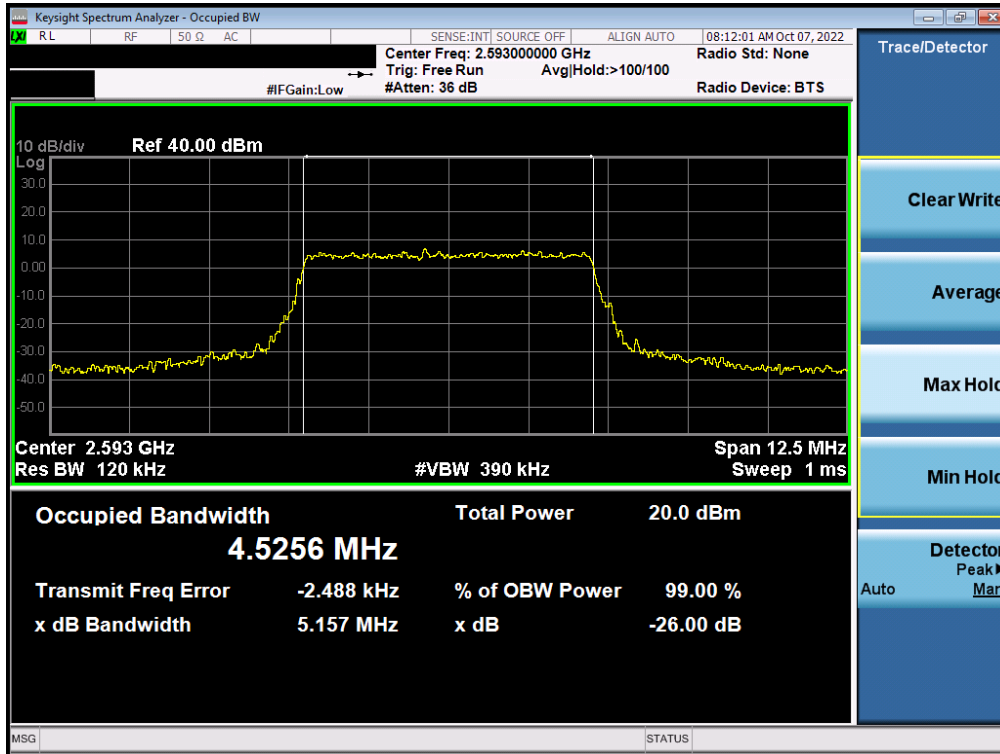 Keysight Spectrum Analyzer - Occupied BW
LXI RL RF 50 Ω AC SENSE:INT SOURCE OFF ALIGN AUTO 08:12:01 AM Oct 07, 2022
Center Freq: 2.593000000 GHz Radio Std: None
Trig: Free Run Avg|Hold:>100/100
#IFGain:Low #Atten: 36 dB Radio Device: BTS
Trace/Detector
10 dB/div Ref 40.00 dBm
Log
30.0
20.0
10.0
0.00
-10.0
-20.0
-30.0
-40.0
-50.0
Center 2.593 GHz Span 12.5 MHz
Res BW 120 kHz #VBW 390 kHz Sweep 1 ms
Occupied Bandwidth Total Power 20.0 dBm
4.5256 MHz
Transmit Freq Error -2.488 kHz % of OBW Power 99.00 %
x dB Bandwidth 5.157 MHz x dB -26.00 dB
Clear Write
Average
Max Hold
Min Hold
Detector
Peak
Auto Man
MSG STATUS